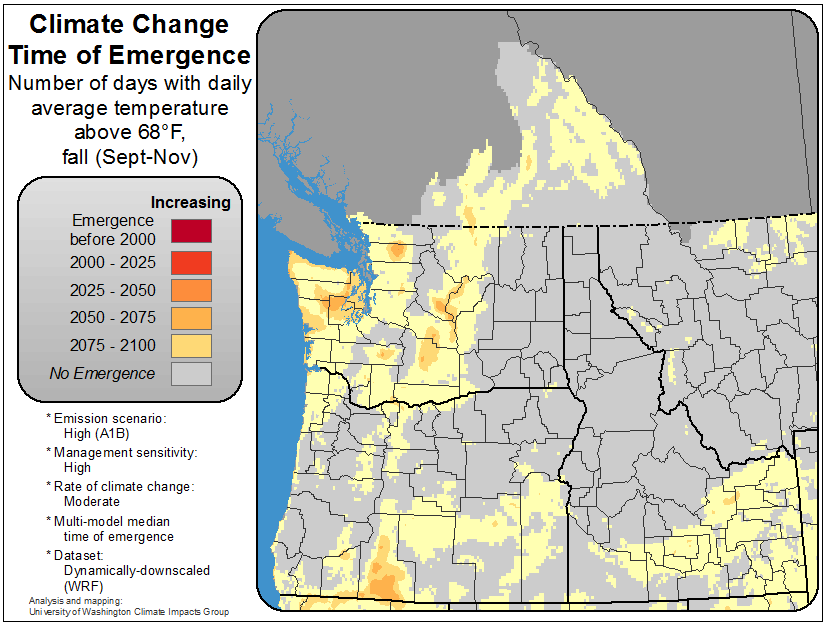 Climate Change
Time of Emergence
Number of days with daily
average temperature
above 68°F,
fall (Sept-Nov)
Increasing
Emergence
before 2000
2000 - 2025
2025 - 2050
2050 - 2075
2075 - 2100
No Emergence
* Emission scenario:
High (A1B)
* Management sensitivity:
High
* Rate of climate change:
Moderate
* Multi-model median
time of emergence
* Dataset:
Dynamically-downscaled
(WRF)
Analysis and mapping:
University of Washington Climate Impacts Group